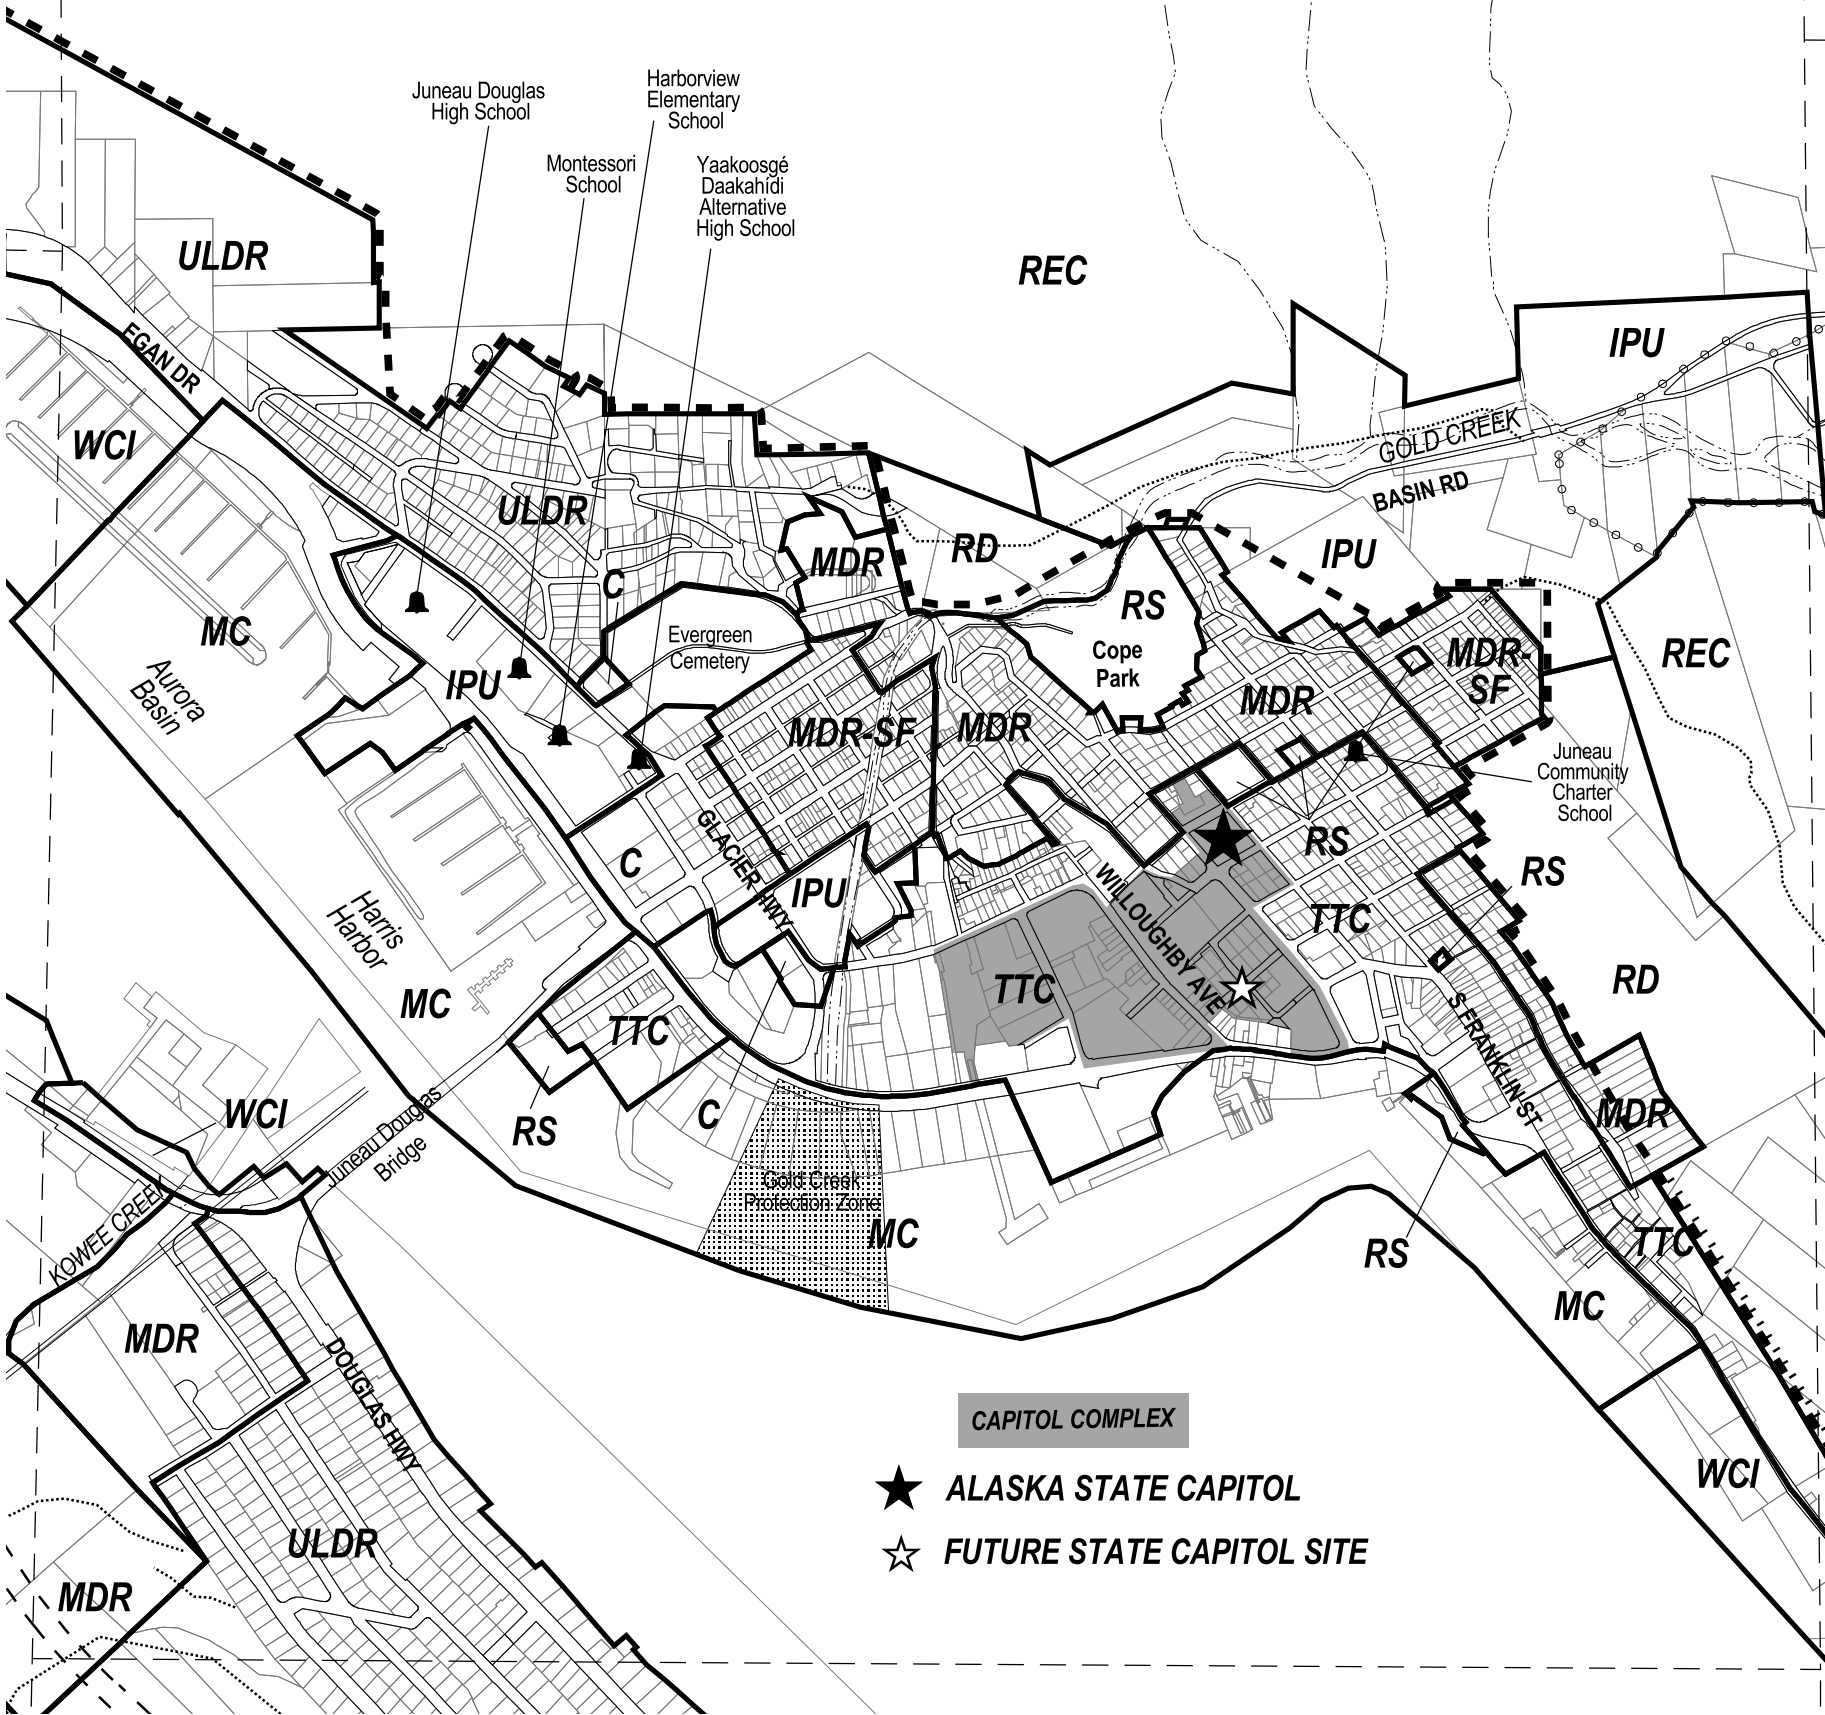 Juneau Douglas
High School
Harborview
Elementary
School
Montessori
School
Yaakoosgé
Daakahídi
Alternative
High School
ULDR
REC
IPU
EGAN DR
WCI
GOLD CREEK
BASIN RD
ULDR
MDR
RD
IPU
C
RS
Cope
Park
MC
Aurora
Basin
Evergreen
Cemetery
IPU
MDR-SF
MDR
MDR
MDR-
SF
REC
Juneau
Community
Charter
School
GLACIER HWY
C
IPU
WILLOUGHBY AVE
RS
RS
TTC
Harris
Harbor
MC
TTC
TTC
RD
S FRANKLIN ST
WCI
Juneau Douglas
Bridge
RS
C
MDR
KOWEE CREEK
Gold Creek
Protection Zone
MC
RS
TTC
MC
MDR
DOUGLAS HWY
CAPITOL COMPLEX
ALASKA STATE CAPITOL
FUTURE STATE CAPITOL SITE
WCI
ULDR
MDR